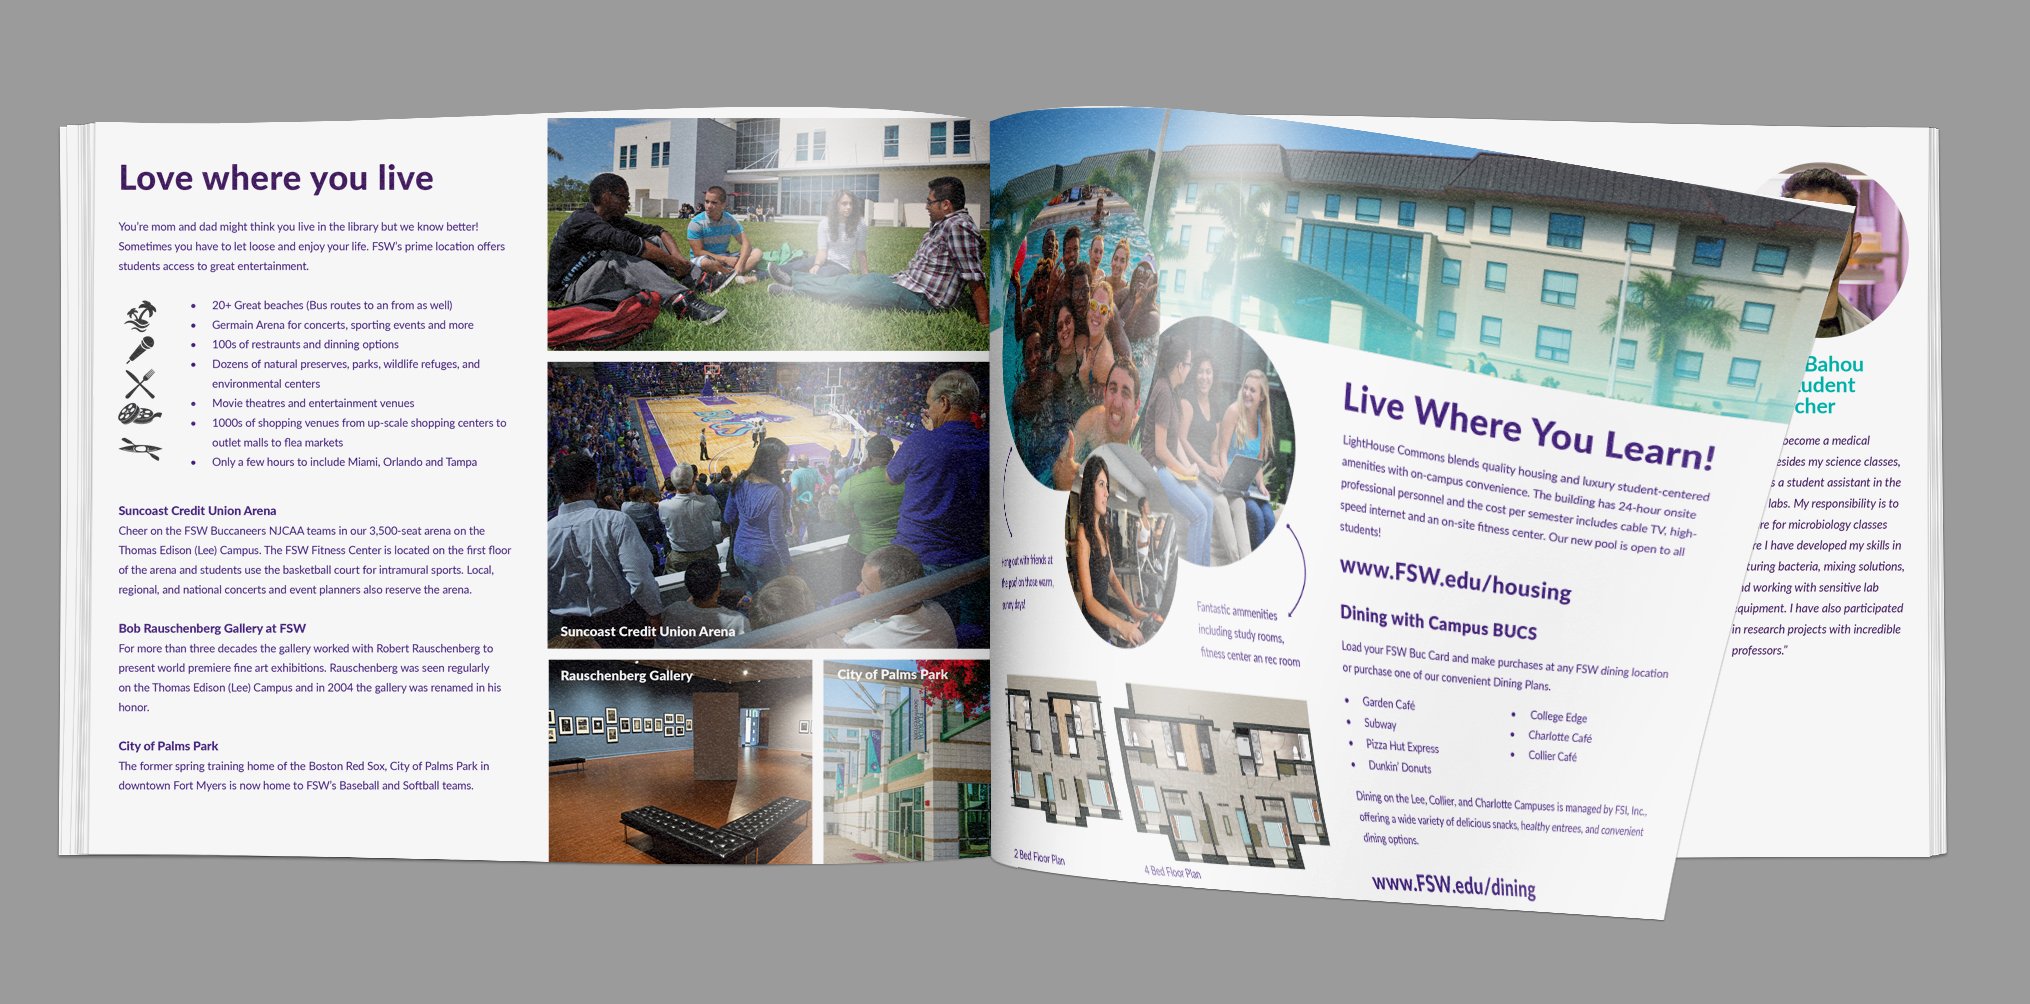 Love where you live
You're mom and dad might think you live in the library but we know better!
Sometimes you have to let loose and enjoy your life. FSW's prime location offers
students access to great entertainment.
• 20+ Great beaches (Bus routes to an from as well)
• Germain Arena for concerts, sporting events and more
• 100s of restraunts and dinning options
• Dozens of natural preserves, parks, wildlife refuges, and
environmental centers
• Movie theatres and entertainment venues
• 1000s of shopping venues from up-scale shopping centers to
outlet malls to flea markets
• Only a few hours to include Miami, Orlando and Tampa
Suncoast Credit Union Arena
Cheer on the FSW Buccaneers NJCAA teams in our 3,500-seat arena on the
Thomas Edison (Lee) Campus. The FSW Fitness Center is located on the first floor
of the arena and students use the basketball court for intramural sports. Local,
regional, and national concerts and event planners also reserve the arena.
Bob Rauschenberg Gallery at FSW
For more than three decades the gallery worked with Robert Rauschenberg to
present world premiere fine art exhibitions. Rauschenberg was seen regularly
on the Thomas Edison (Lee) Campus and in 2004 the gallery was renamed in his
honor.
City of Palms Park
The former spring training home of the Boston Red Sox, City of Palms Park in
downtown Fort Myers is now home to FSW's Baseball and Softball teams.
Suncoast Credit Union Arena
Rauschenberg Gallery
City of Palms Park
out with friends at
the pool on those warm,
days!
Fantastic ammenities
including study rooms,
fitness center an rec room
2 Bed Floor Plan
4 Bed Floor Plan
Live Where You Learn!
LightHouse Commons blends quality housing and luxury student-centered
amenities with on-campus convenience. The building has 24-hour onsite
professional personnel and the cost per semester includes cable TV, high-
speed internet and an on-site fitness center. Our new pool is open to all
students!
www.FSW.edu/housing
Dining with Campus BUCS
Load your FSW Buc Card and make purchases at any FSW dining location
or purchase one of our convenient Dining Plans.
• Garden Café
• Subway
• Pizza Hut Express
• Dunkin' Donuts
• College Edge
• Charlotte Café
• Collier Café
Dining on the Lee, Collier, and Charlotte Campuses is managed by FSI, Inc.,
offering a wide variety of delicious snacks, healthy entrees, and convenient
dining options.
www.FSW.edu/dining
Bahou
udent
cher
become a medical
esides my science classes,
s a student assistant in the
labs. My responsibility is to
re for microbiology classes
re I have developed my skills in
turing bacteria, mixing solutions,
nd working with sensitive lab
equipment. I have also participated
in research projects with incredible
professors."